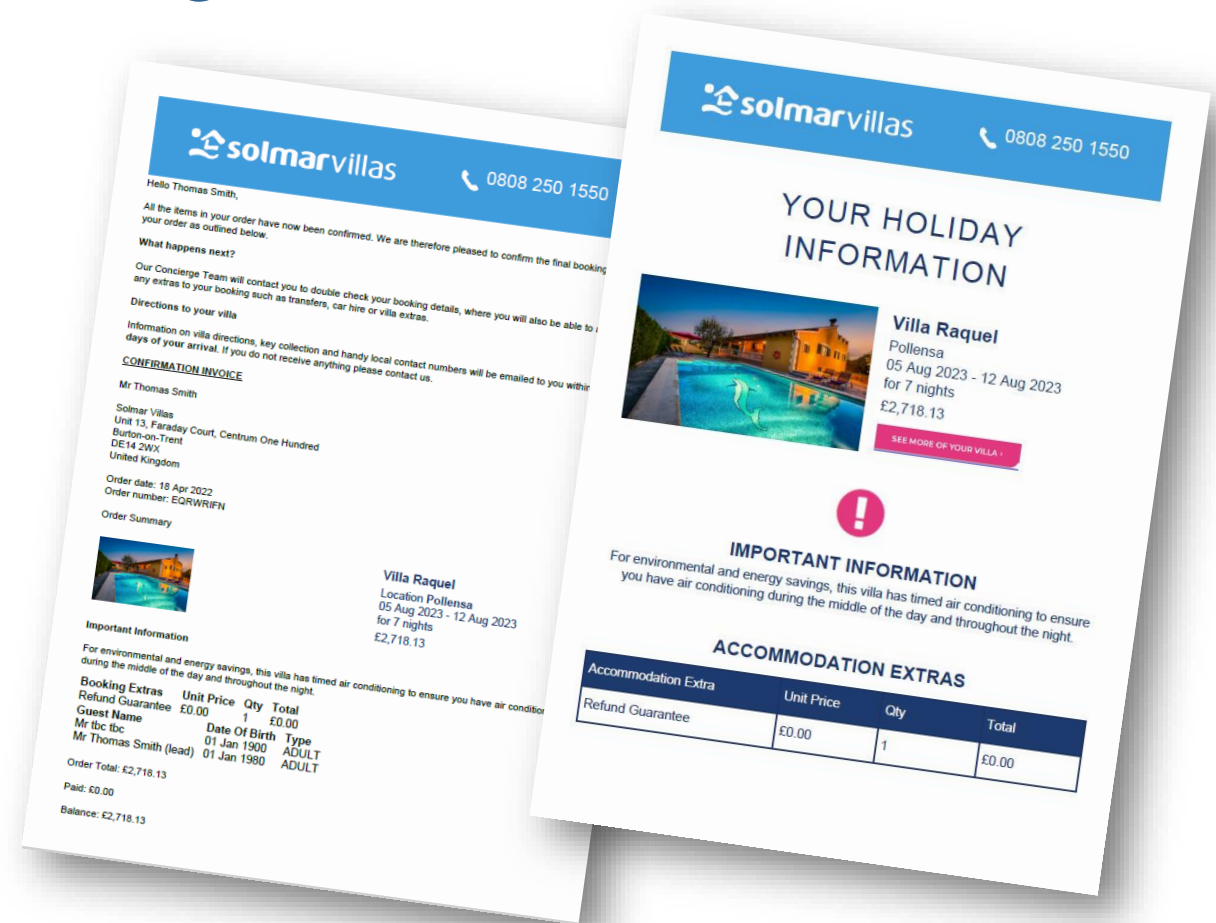 solmarvillas
0808 250 1550
Hello Thomas Smith,
All the items in your order have now been confirmed. We are therefore pleased to confirm the final booking
your order as outlined below.
What happens next?
Our Concierge Team will contact you to double check your booking details, where you will also be able to
any extras to your booking such as transfers, car hire or villa extras.
Directions to your villa
Information on villa directions, key collection and handy local contact numbers will be emailed to you within
days of your arrival. If you do not receive anything please contact us.
CONFIRMATION INVOICE
Mr Thomas Smith
Solmar Villas
Unit 13, Faraday Court, Centrum One Hundred
Burton-on-Trent
DE14 2WX
United Kingdom
Order date: 18 Apr 2022
Order number: EQRWRIFN
Order Summary
Villa Raquel
Location Pollensa
05 Aug 2023 - 12 Aug 2023
for 7 nights
£2,718.13
Important Information
For environmental and energy savings, this villa has timed air conditioning to ensure you have air
during the middle of the day and throughout the night.
Booking Extras Unit Price Qty Total
Refund Guarantee £0.00 1 £0.00
Guest Name Date Of Birth Type
Mr tbc tbc 01 Jan 1900 ADULT
Mr Thomas Smith (lead) 01 Jan 1980 ADULT
Order Total: £2,718.13
Paid: £0.00
Balance: £2,718.13
solmarvillas
0808 250 1550
YOUR HOLIDAY
INFORMATION
Villa Raquel
Pollensa
05 Aug 2023 - 12 Aug 2023
for 7 nights
£2,718.13
SEE MORE OF YOUR VILLA ›
!
IMPORTANT INFORMATION
For environmental and energy savings, this villa has timed air conditioning to ensure
you have air conditioning during the middle of the day and throughout the night.
ACCOMMODATION EXTRAS
Accommodation Extra Unit Price Qty Total
Refund Guarantee £0.00 1 £0.00